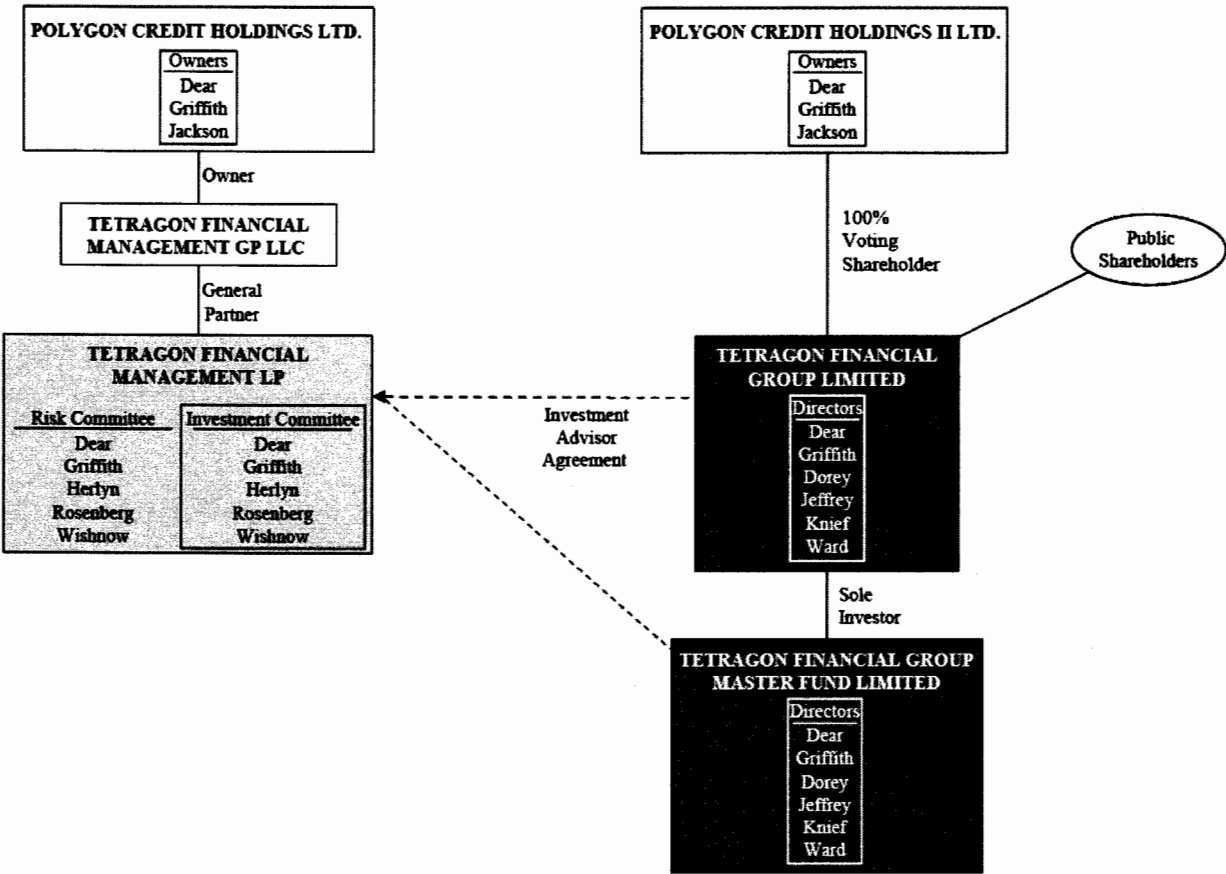 POLYGON CREDIT HOLDINGS LTD.
Owners
Dear
Griffith
Jackson
Owner
TETRAGON FINANCIAL
MANAGEMENT GP LLC
General
Partner
TETRAGON FINANCIAL
MANAGEMENT LP
Risk Committee
Dear
Griffith
Herlyn
Rosenberg
Wishnow
Investment Committee
Dear
Griffith
Herlyn
Rosenberg
Wishnow
Investment
Advisor
Agreement
POLYGON CREDIT HOLDINGS II LTD.
Owners
Dear
Griffith
Jackson
100%
Voting
Shareholder
Public
Shareholders
TETRAGON FINANCIAL
GROUP LIMITED
Directors
Dear
Griffith
Dorey
Jeffrey
Knief
Ward
Sole
Investor
TETRAGON FINANCIAL GROUP
MASTER FUND LIMITED
Directors
Dear
Griffith
Dorey
Jeffrey
Knief
Ward